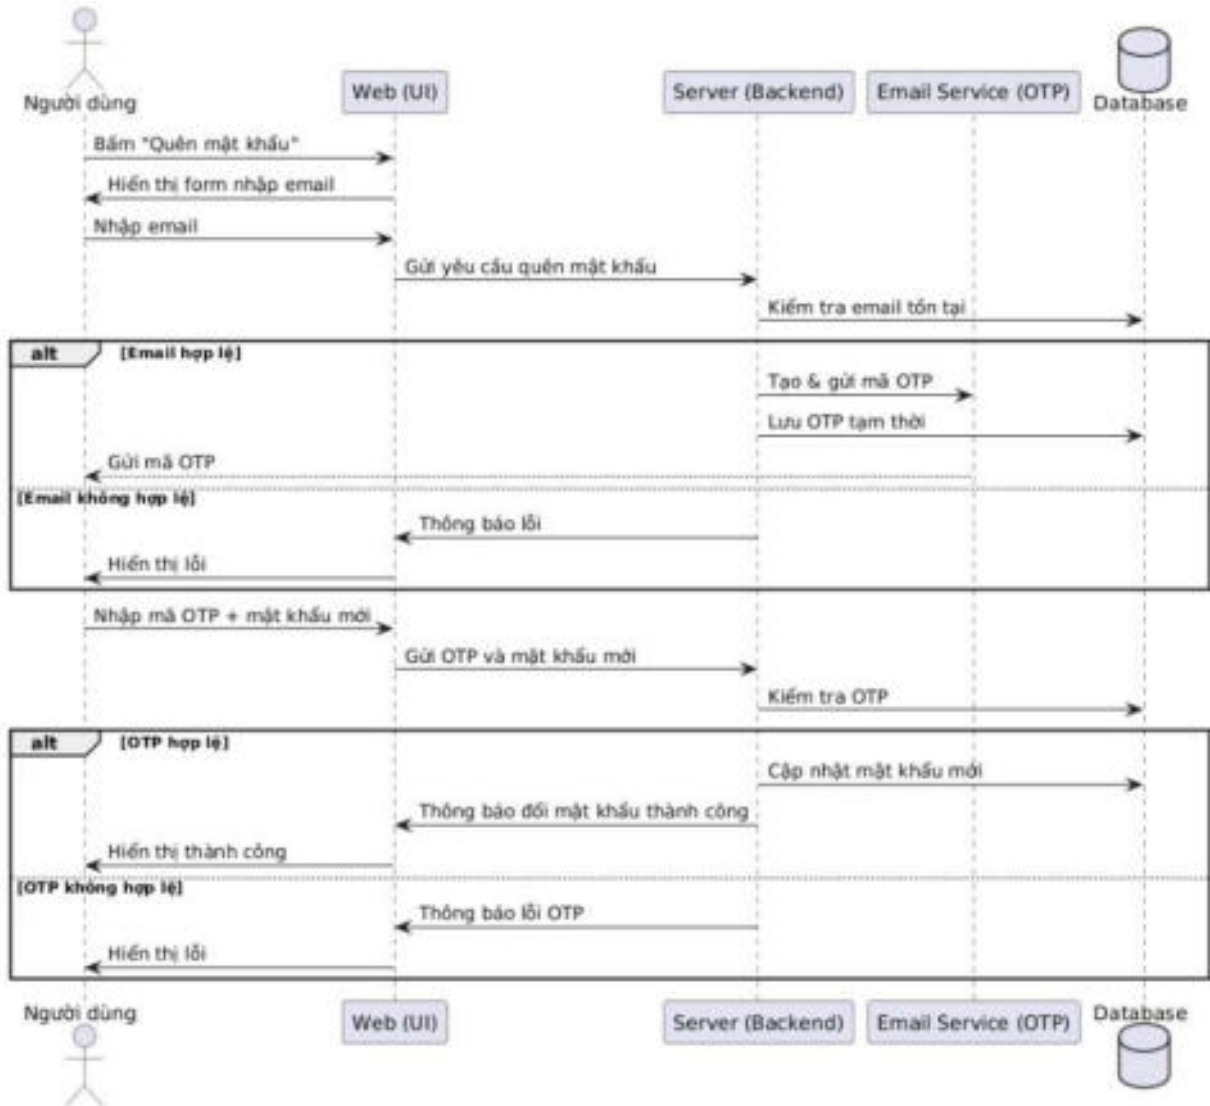 Người dùng
Web (UI)
Server (Backend)
Email Service (OTP)
Database
Bấm "Quên mật khẩu"
Hiển thị form nhập email
Nhập email
Gửi yêu cầu quên mật khẩu
Kiểm tra email tồn tại
alt [Email hợp lệ]
Tạo & gửi mã OTP
Lưu OTP tạm thời
Gửi mã OTP
[Email không hợp lệ]
Thông báo lỗi
Hiển thị lỗi
Nhập mã OTP + mật khẩu mới
Gửi OTP và mật khẩu mới
Kiểm tra OTP
alt [OTP hợp lệ]
Cập nhật mật khẩu mới
Thông báo đổi mật khẩu thành công
Hiển thị thành công
[OTP không hợp lệ]
Thông báo lỗi OTP
Hiển thị lỗi
Người dùng
Web (UI)
Server (Backend)
Email Service (OTP)
Database